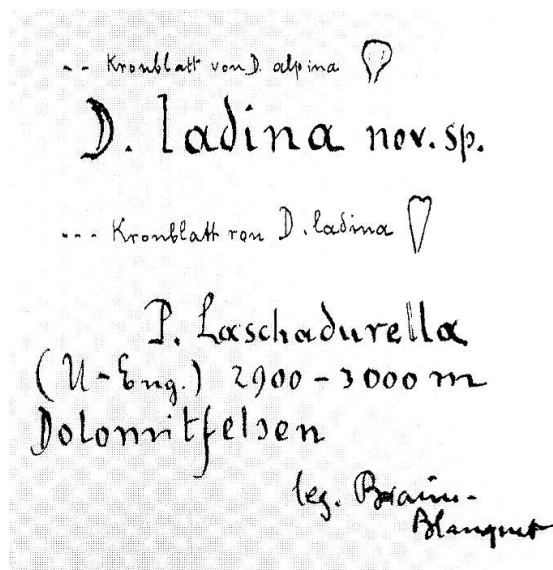 -- Kronblatt von D. alpina
D. ladina nov. sp.
--- Kronblatt von D. ladina
P. Laschadurella
(U-Eng.) 2900-3000 m
Dolomitfelsen
leg. Braun-
Blanquet